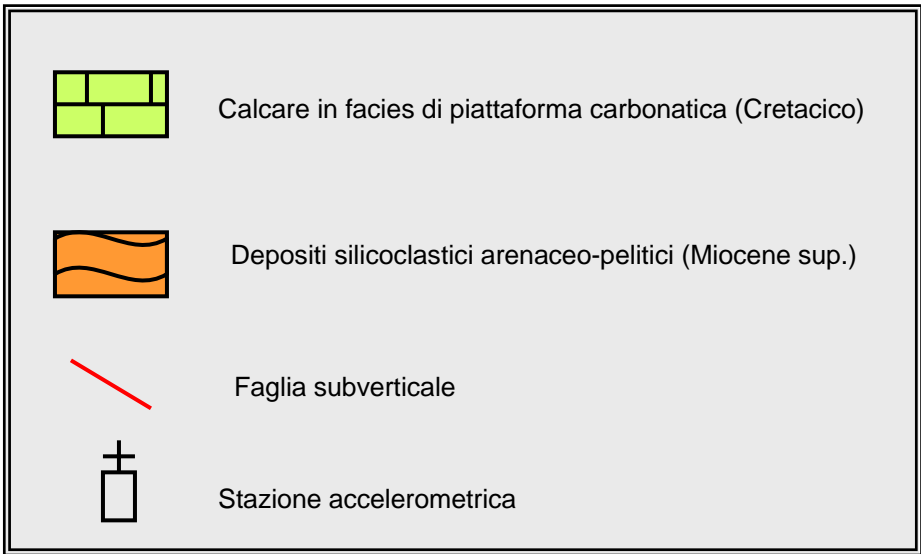 Calcare in facies di piattaforma carbonatica (Cretacico)
Depositi silicoclastici arenaceo-pelitici (Miocene sup.)
Faglia subverticale
Stazione accelerometrica